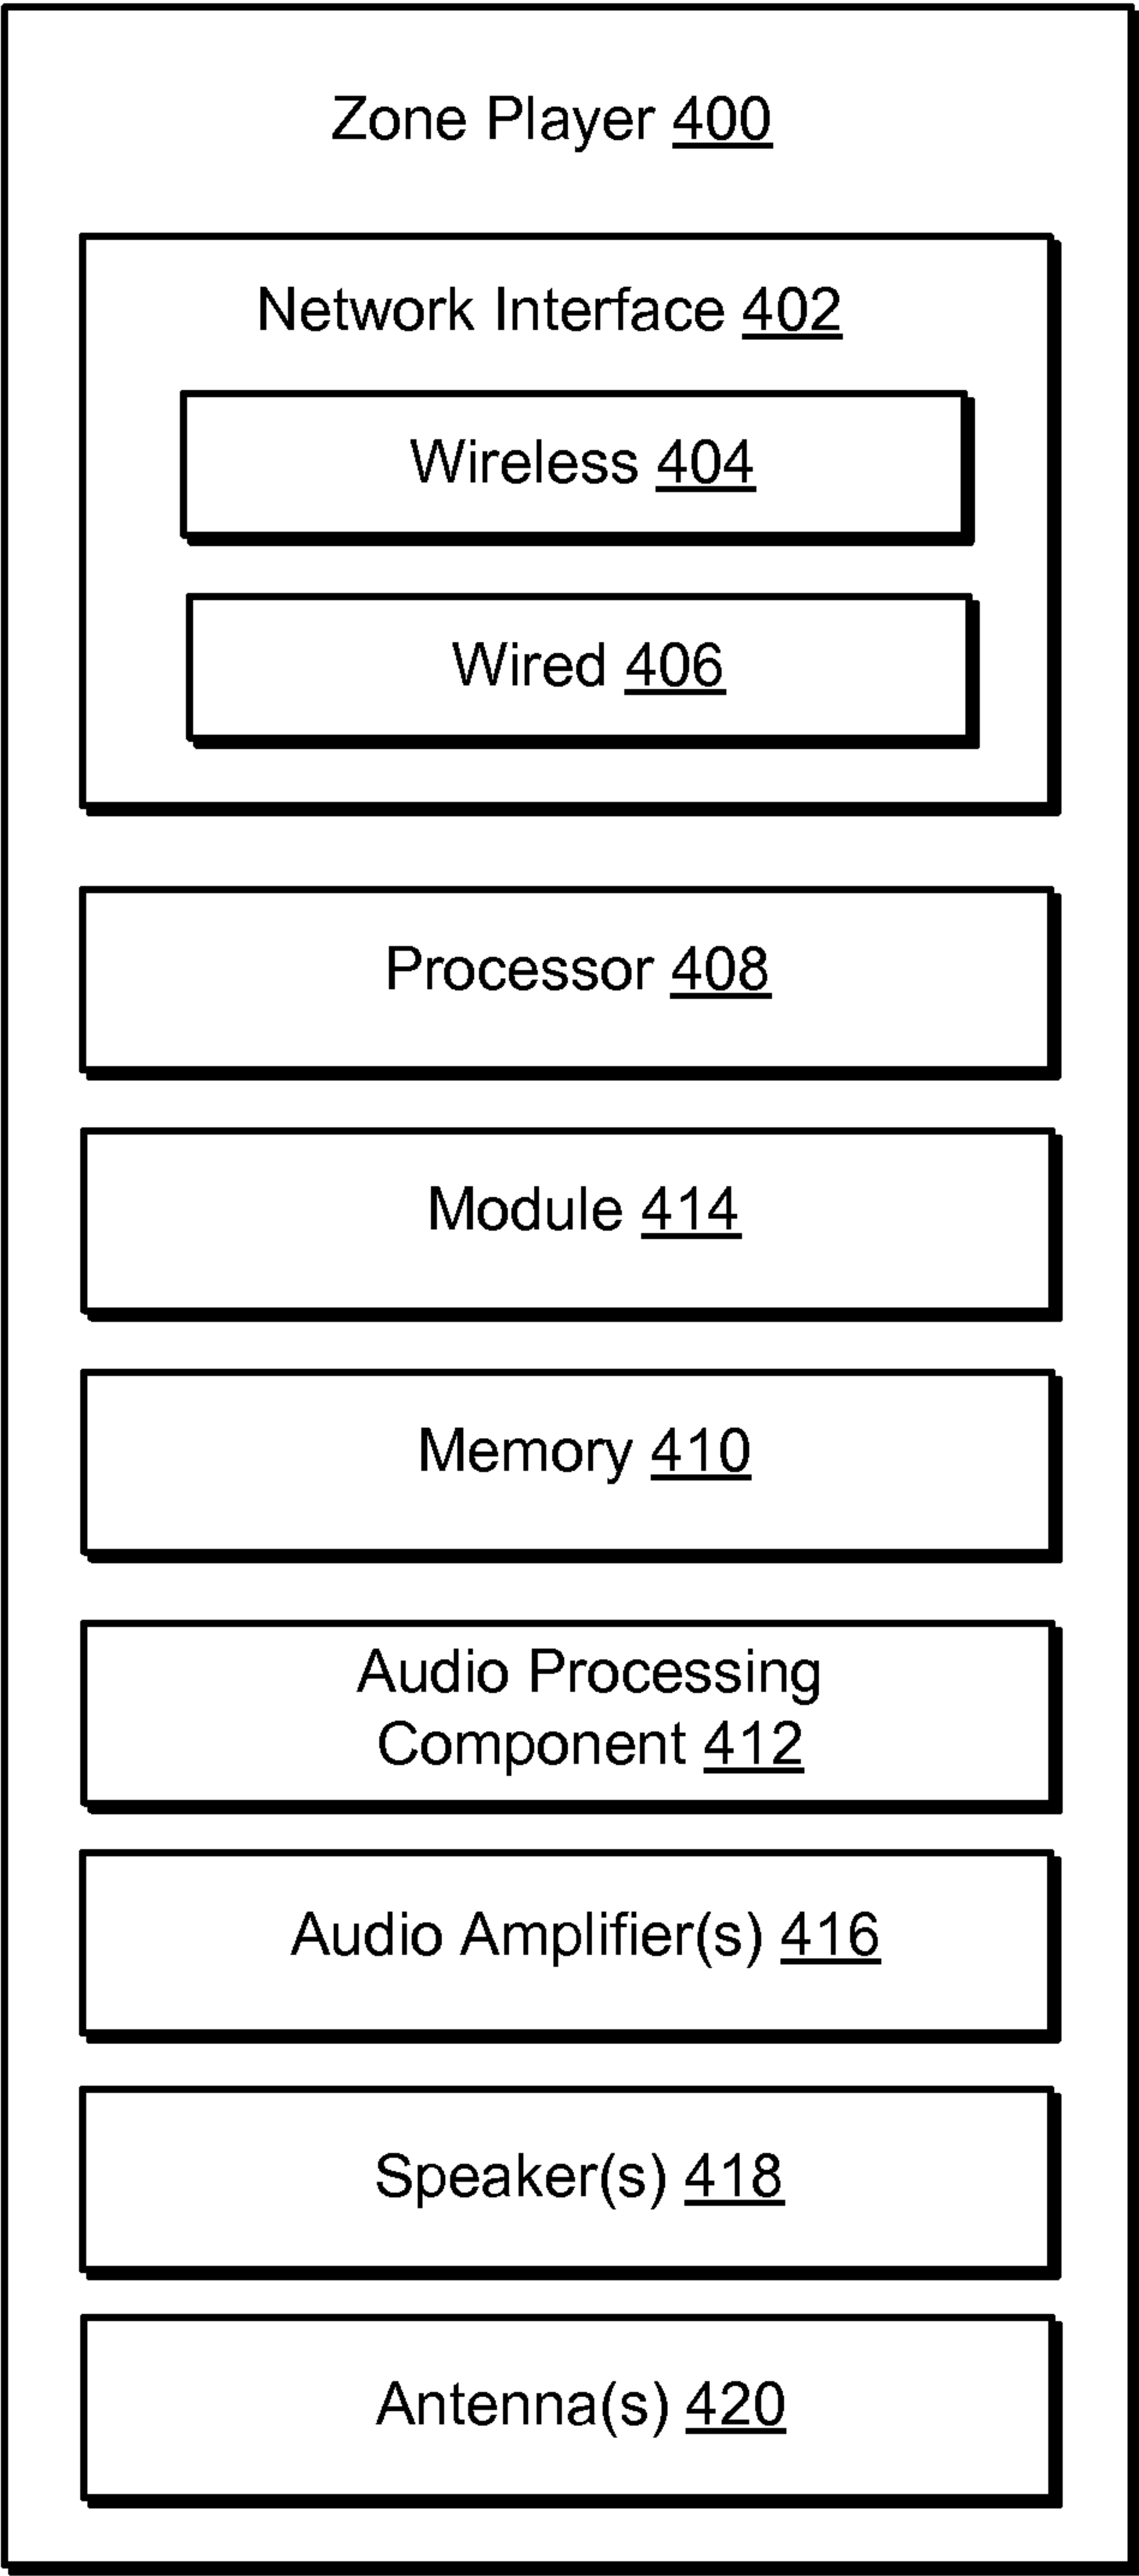 Zone Player 400
Network Interface 402
Wireless 404
Wired 406
Processor 408
Module 414
Memory 410
Audio Processing
Component 412
Audio Amplifier(s) 416
Speaker(s) 418
Antenna(s) 420